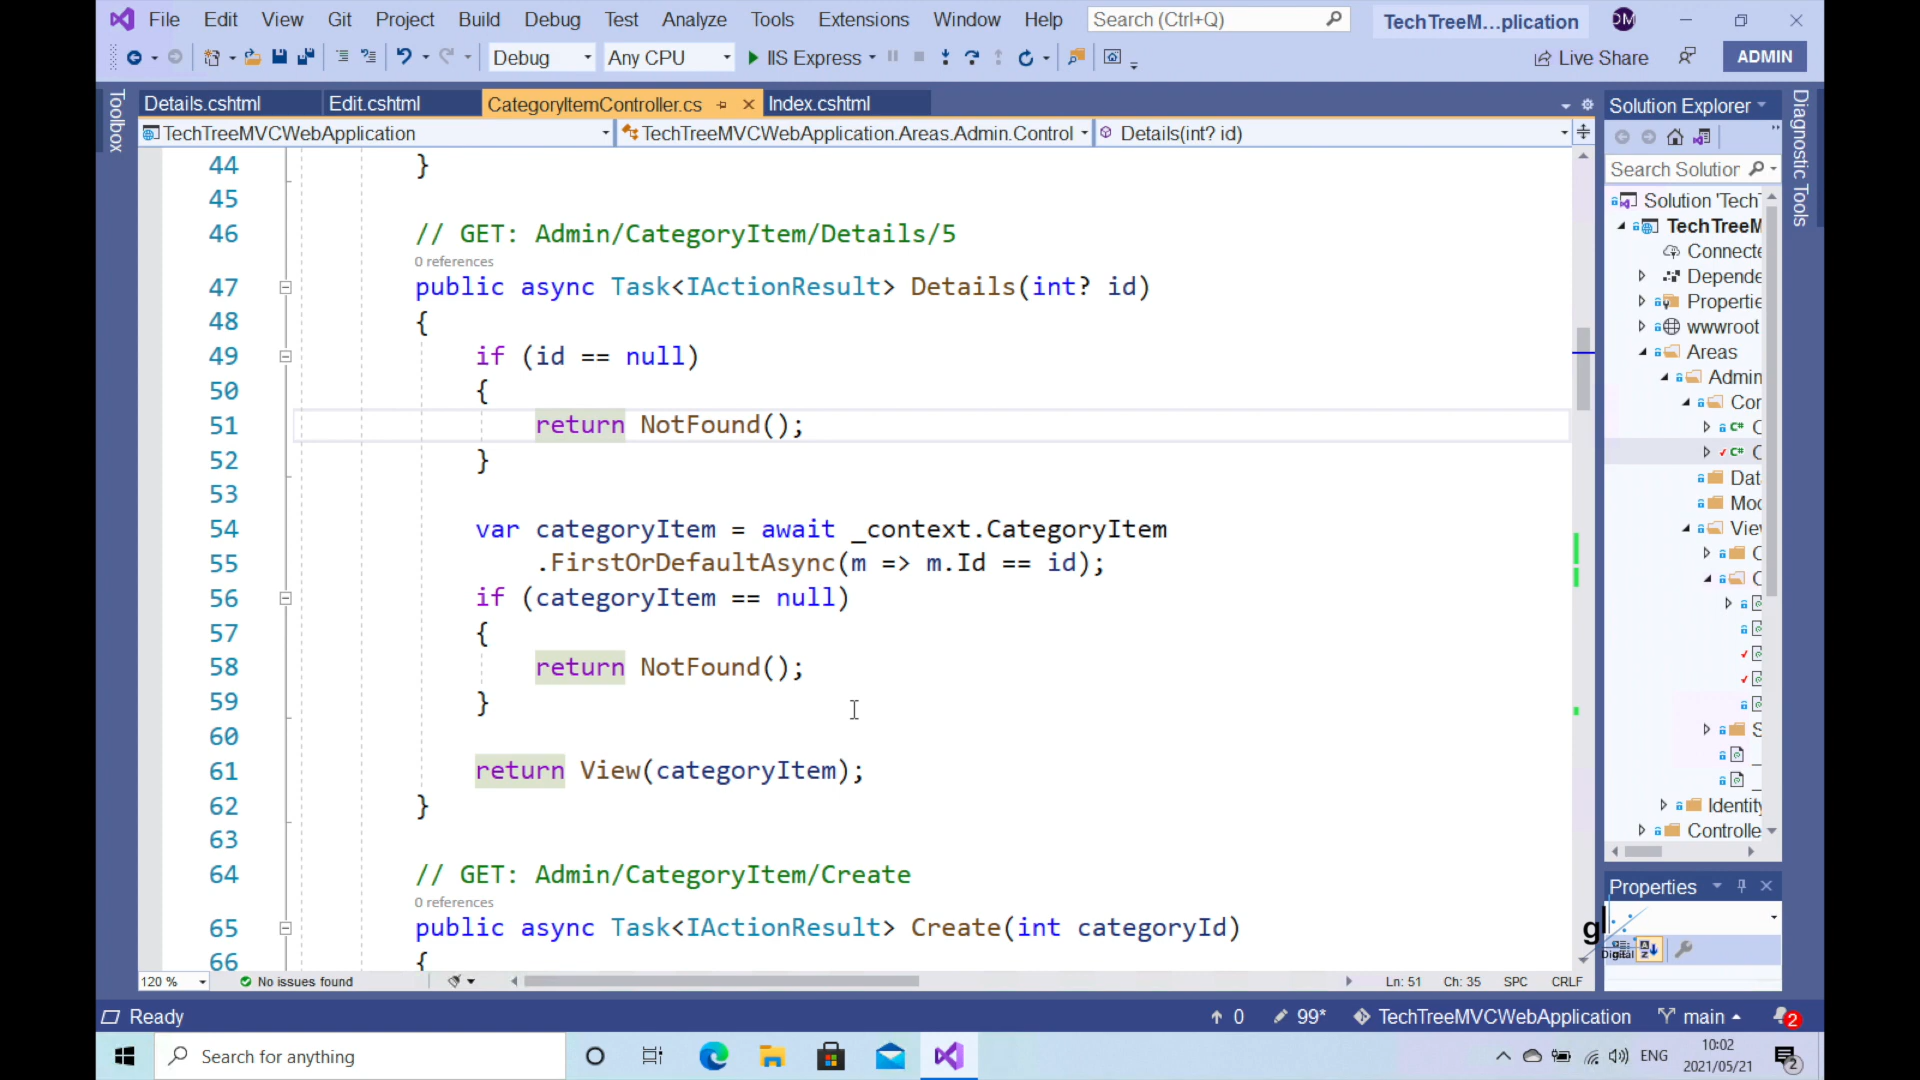 File Edit View Git Project Build Debug Test Analyze Tools Extensions Window Help Search (Ctrl+Q) TechTreeM...plication DM
Debug Any CPU IIS Express Live Share ADMIN
Toolbox
Details.cshtml Edit.cshtml CategoryItemController.cs Index.cshtml
TechTreeMVCWebApplication TechTreeMVCWebApplication.Areas.Admin.Control Details(int? id)
44 }
45
46 // GET: Admin/CategoryItem/Details/5
0 references
47 public async Task<IActionResult> Details(int? id)
48 {
49 if (id == null)
50 {
51 return NotFound();
52 }
53
54 var categoryItem = await _context.CategoryItem
55 .FirstOrDefaultAsync(m => m.Id == id);
56 if (categoryItem == null)
57 {
58 return NotFound();
59 }
60
61 return View(categoryItem);
62 }
63
64 // GET: Admin/CategoryItem/Create
0 references
65 public async Task<IActionResult> Create(int categoryId)
66 {
120 % No issues found Ln: 51 Ch: 35 SPC CRLF
Solution Explorer
Search Solution
Solution 'Tech
TechTreeM
Connecte
Depende
Propertie
wwwroot
Areas
Admin
Cor
C# C
C# C
Dat
Moc
Viev
C
C
S
Identity
Controlle
Properties
gl
Digital
Diagnostic Tools
Ready 0 99* TechTreeMVCWebApplication main 2
Search for anything ENG 10:02
2021/05/21 2